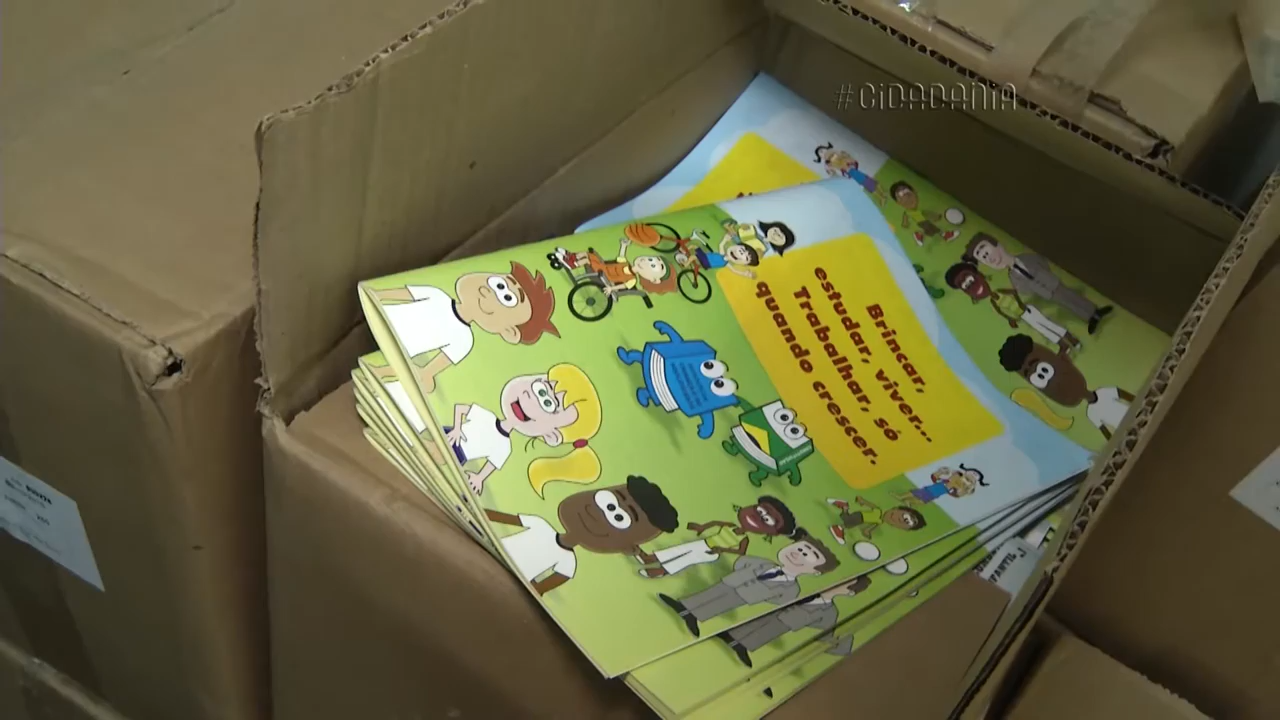 #CIDADANIA
Brincar,
estudar, viver...
Trabalhar, só
quando crescer.